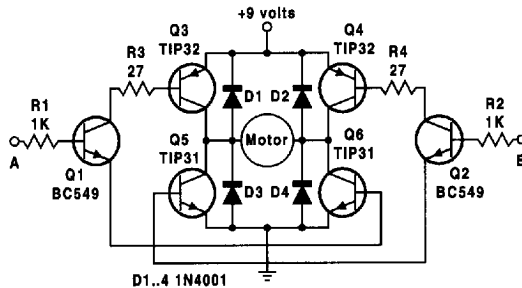 +9 volts
Q3
TIP32
Q4
TIP32
R3
27
R4
27
R1
1K
R2
1K
D1
D2
Motor
A
Q1
BC549
Q5
TIP31
Q6
TIP31
Q2
BC549
D3
D4
D1..4 1N4001